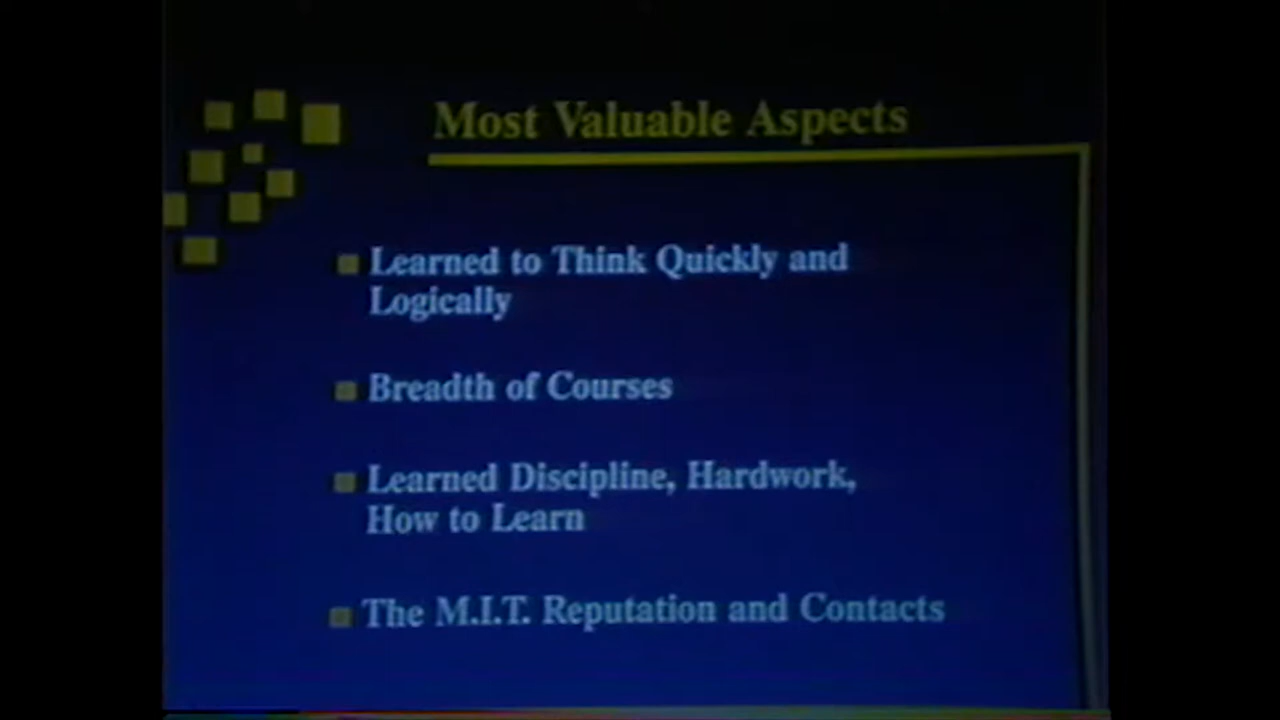 Most Valuable Aspects
Learned to Think Quickly and
Logically
Breadth of Courses
Learned Discipline, Hardwork,
How to Learn
The M.I.T. Reputation and Contacts